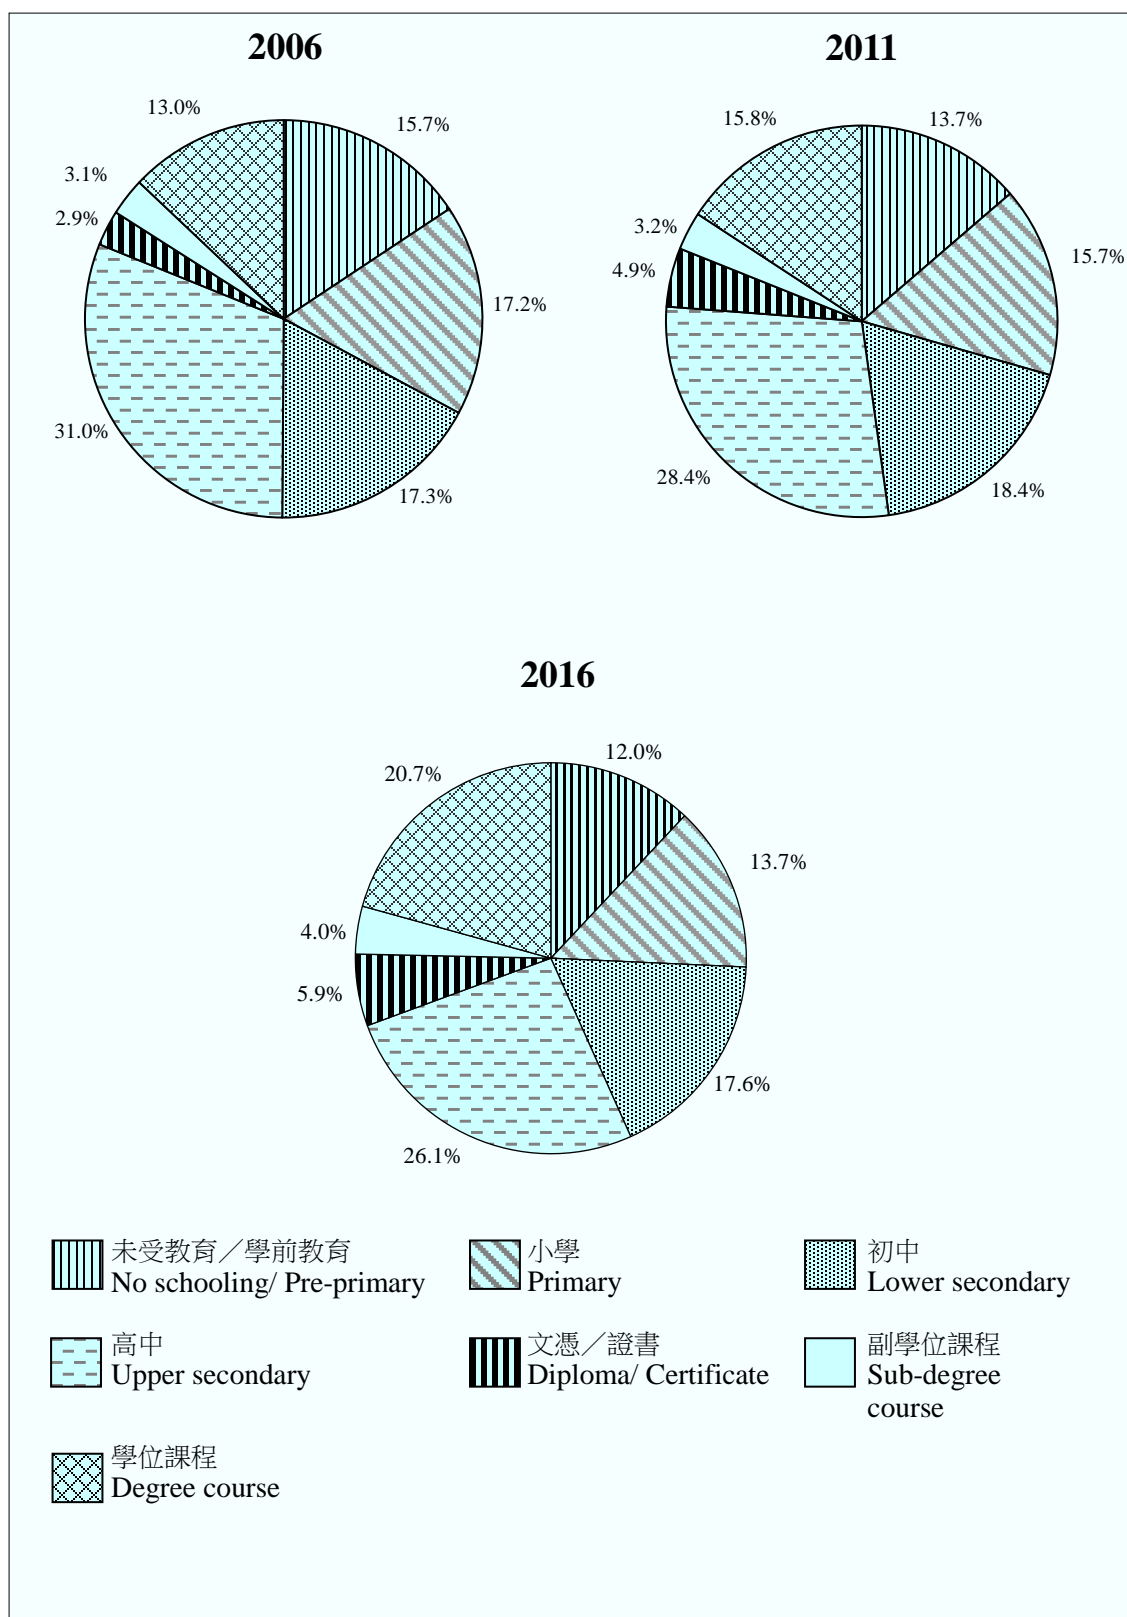 2006
13.0%
15.7%
3.1%
2.9%
17.2%
31.0%
17.3%
2011
15.8%
13.7%
3.2%
4.9%
15.7%
28.4%
18.4%
2016
20.7%
12.0%
13.7%
4.0%
5.9%
17.6%
26.1%
未受教育／學前教育
No schooling/ Pre-primary
小學
Primary
初中
Lower secondary
高中
Upper secondary
文憑／證書
Diploma/ Certificate
副學位課程
Sub-degree
course
學位課程
Degree course